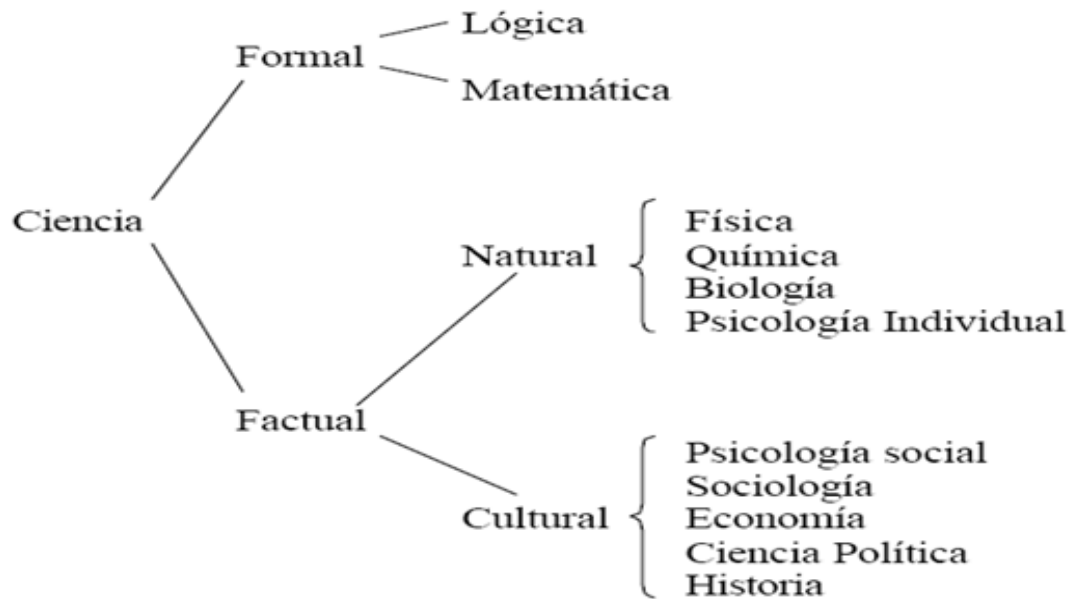 Lógica
Formal
Matemática
Ciencia
Natural
Física
Química
Biología
Psicología Individual
Factual
Cultural
Psicología social
Sociología
Economía
Ciencia Política
Historia